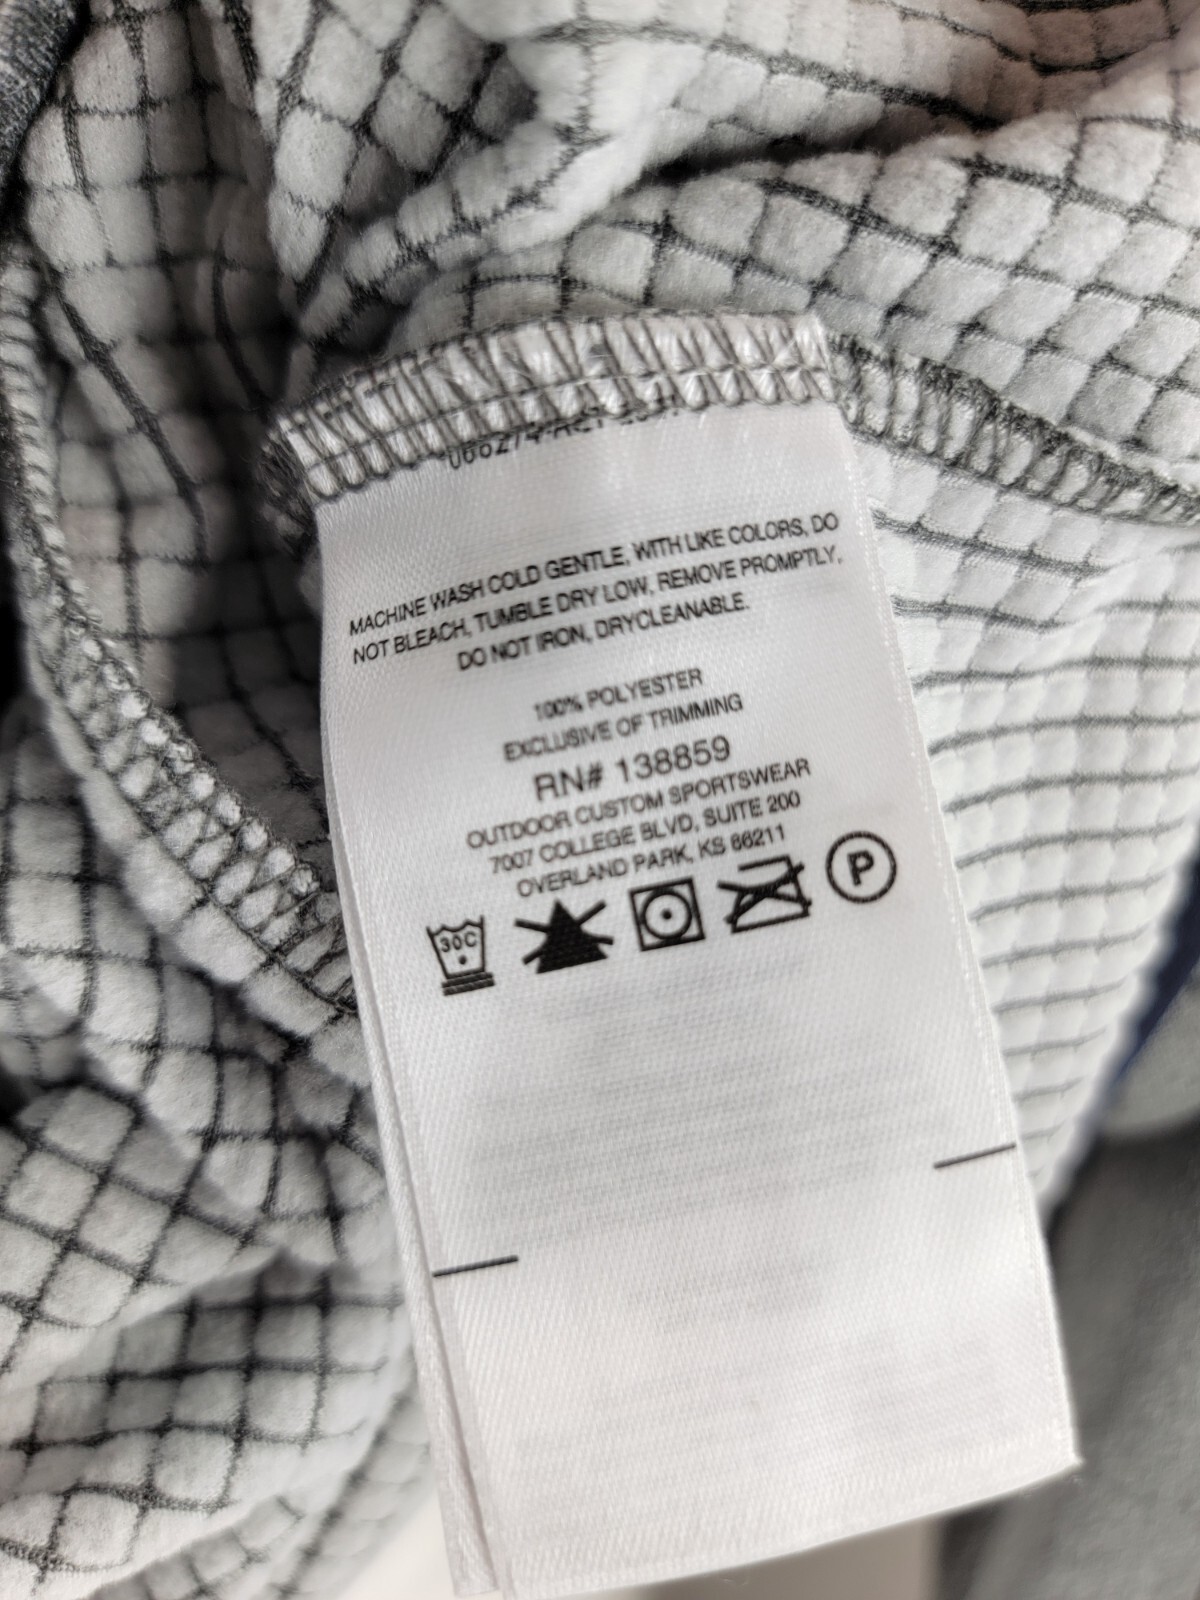 MACHINE WASH COLD GENTLE, WITH LIKE COLORS, DO
NOT BLEACH, TUMBLE DRY LOW, REMOVE PROMPTLY,
DO NOT IRON, DRYCLEANABLE.
100% POLYESTER
EXCLUSIVE OF TRIMMING
RN# 138859
OUTDOOR CUSTOM SPORTSWEAR
7007 COLLEGE BLVD, SUITE 200
OVERLAND PARK, KS 66211
30C
P